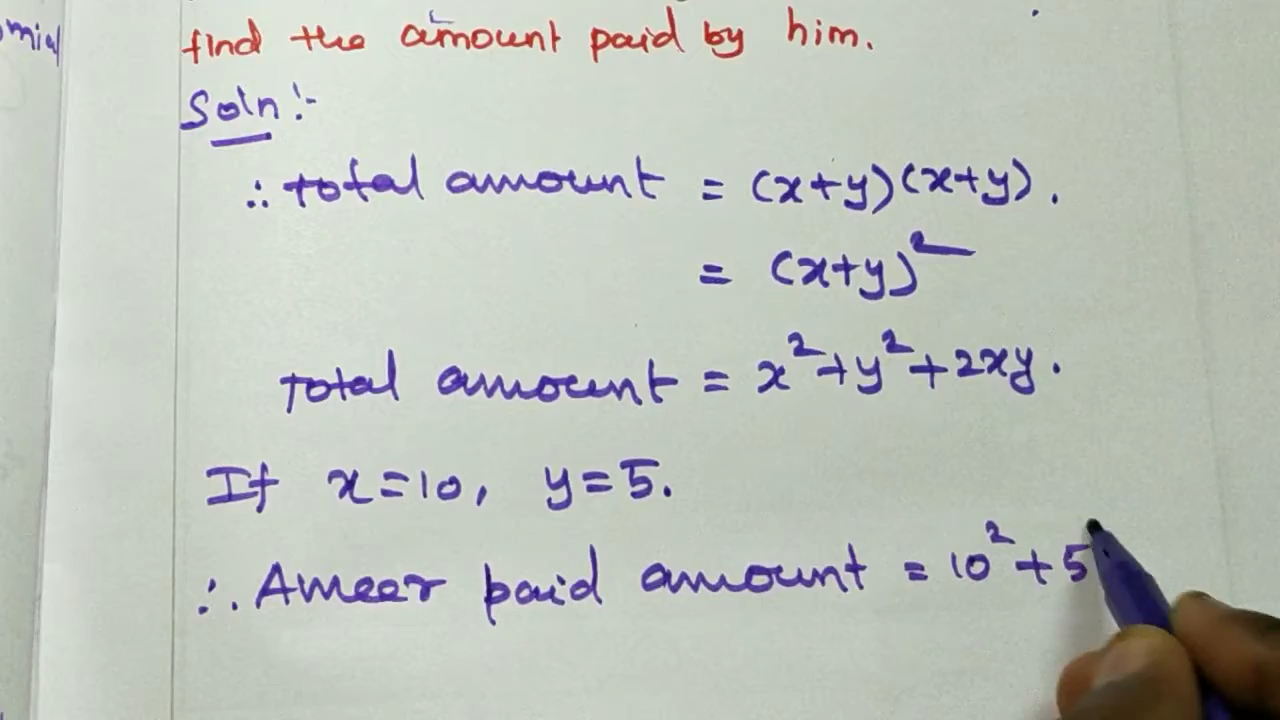 find the amount paid by him.
Soln :-
∴ total amount = (x+y)(x+y).
= (x+y)²
Total amount = x²+y²+2xy.
If x=10, y=5.
∴ Ameer paid amount = 10²+5